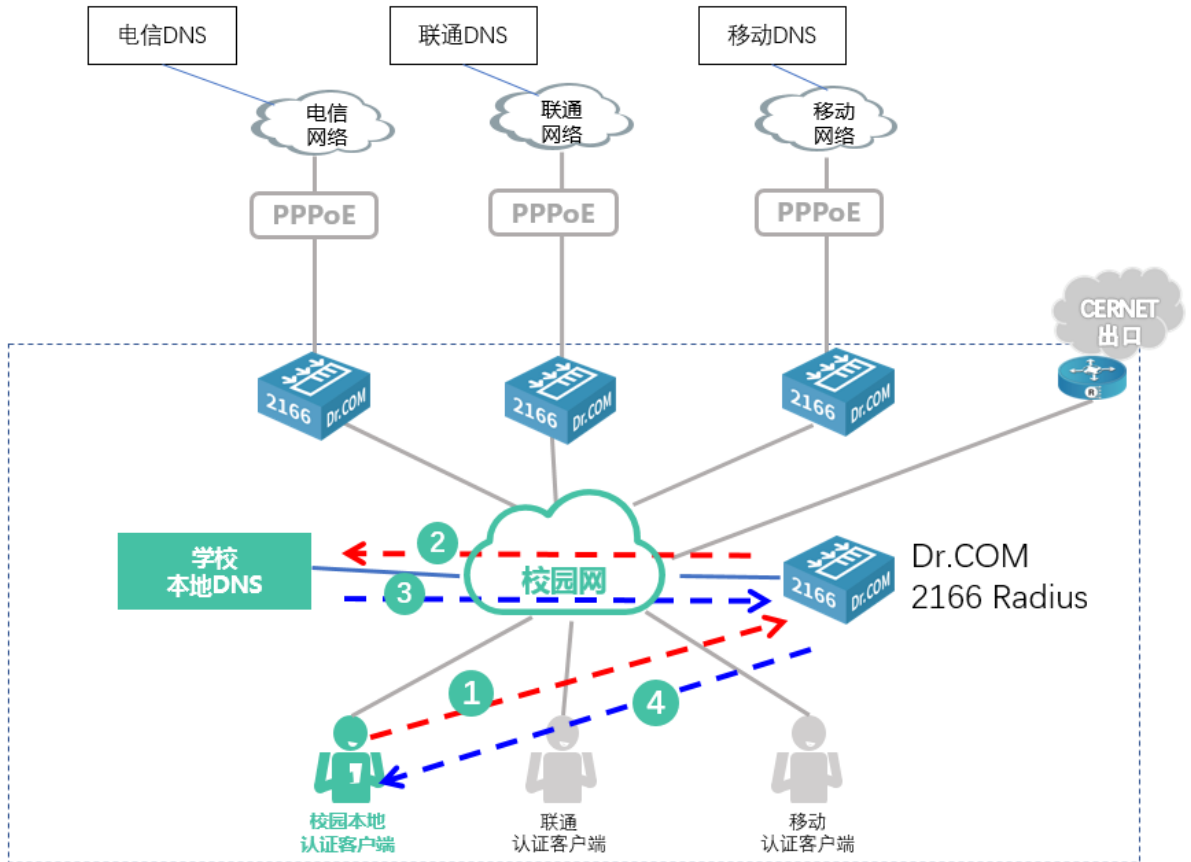 电信DNS
联通DNS
移动DNS
电信
网络
联通
网络
移动
网络
PPPoE
PPPoE
PPPoE
CERNET
出口
R
2166 Dr.COM
2166 Dr.COM
2166 Dr.COM
学校
本地DNS
2
3
校园网
2166 Dr.COM
Dr.COM
2166 Radius
1
4
校园本地
认证客户端
联通
认证客户端
移动
认证客户端